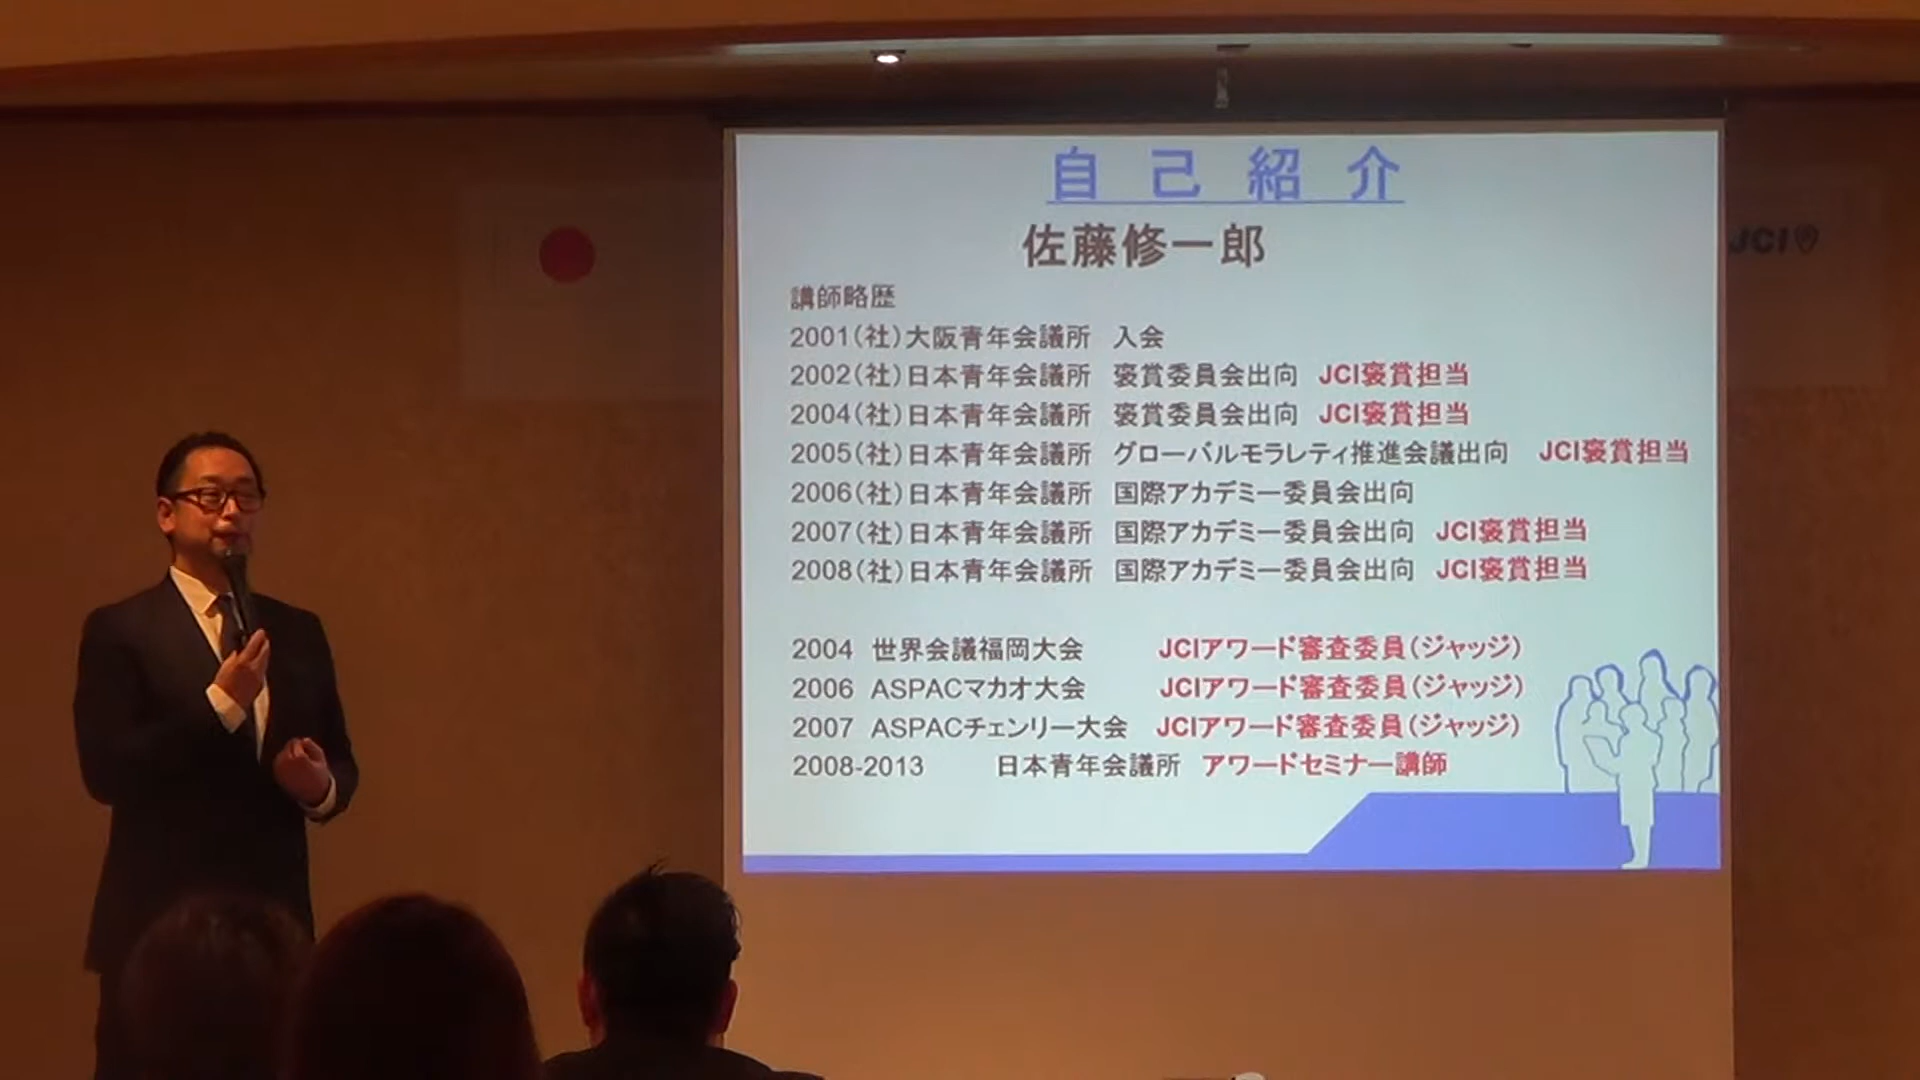 自己紹介
佐藤修一郎
講師略歴
2001(社)大阪青年会議所 入会
2002(社)日本青年会議所 褒賞委員会出向 JCI褒賞担当
2004(社)日本青年会議所 褒賞委員会出向 JCI褒賞担当
2005(社)日本青年会議所 グローバルモラレティ推進会議出向 JCI褒賞担当
2006(社)日本青年会議所 国際アカデミー委員会出向
2007(社)日本青年会議所 国際アカデミー委員会出向 JCI褒賞担当
2008(社)日本青年会議所 国際アカデミー委員会出向 JCI褒賞担当
2004 世界会議福岡大会 JCIアワード審査委員(ジャッジ)
2006 ASPACマカオ大会 JCIアワード審査委員(ジャッジ)
2007 ASPACチェンリー大会 JCIアワード審査委員(ジャッジ)
2008-2013 日本青年会議所 アワードセミナー講師
JCI